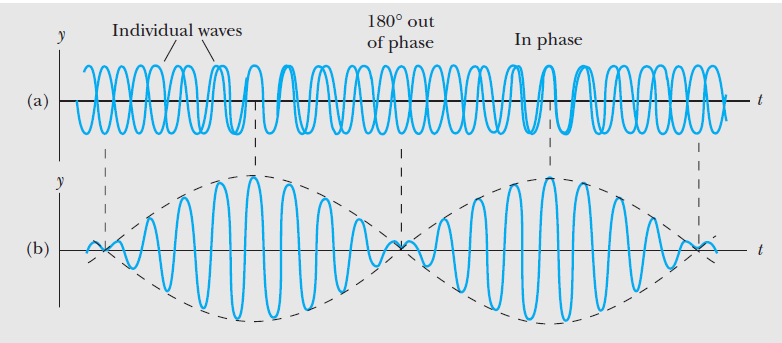 Individual waves
180° out
of phase
In phase
y
(a)
t
y
(b)
t